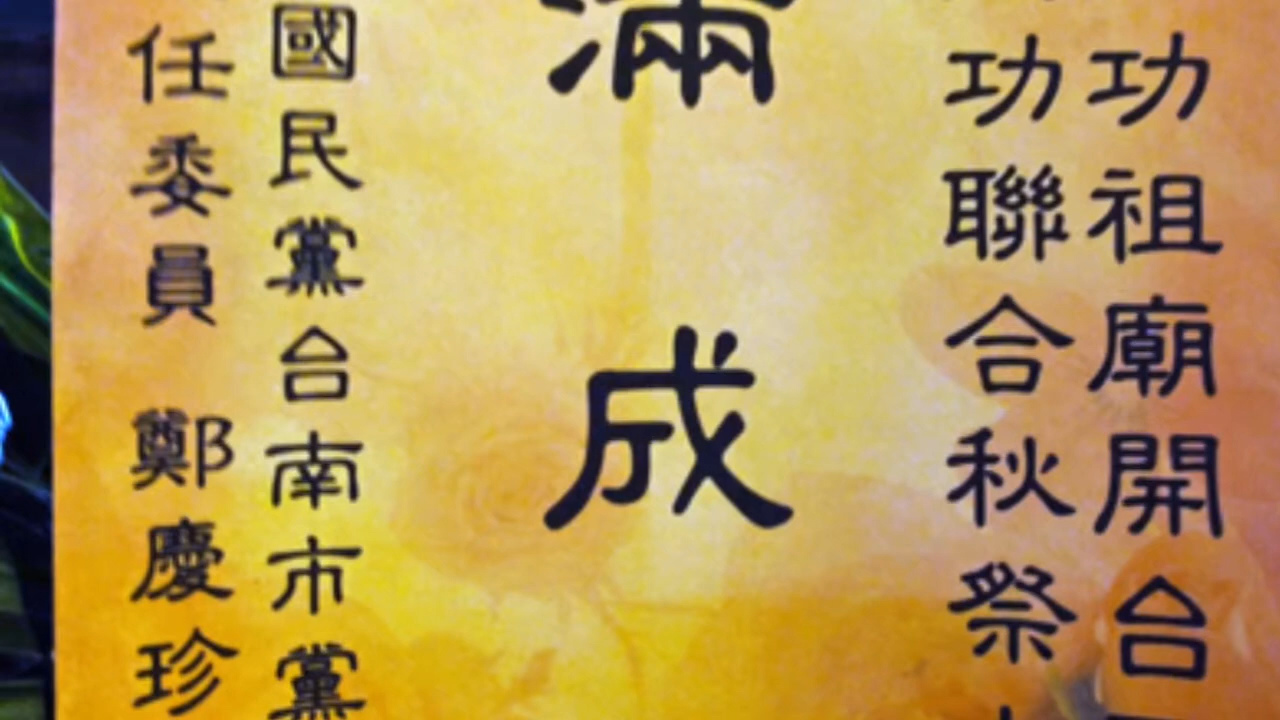 功祖廟開台
功聯合秋祭
滿成
國民黨台南市黨
任委員 鄭慶珍